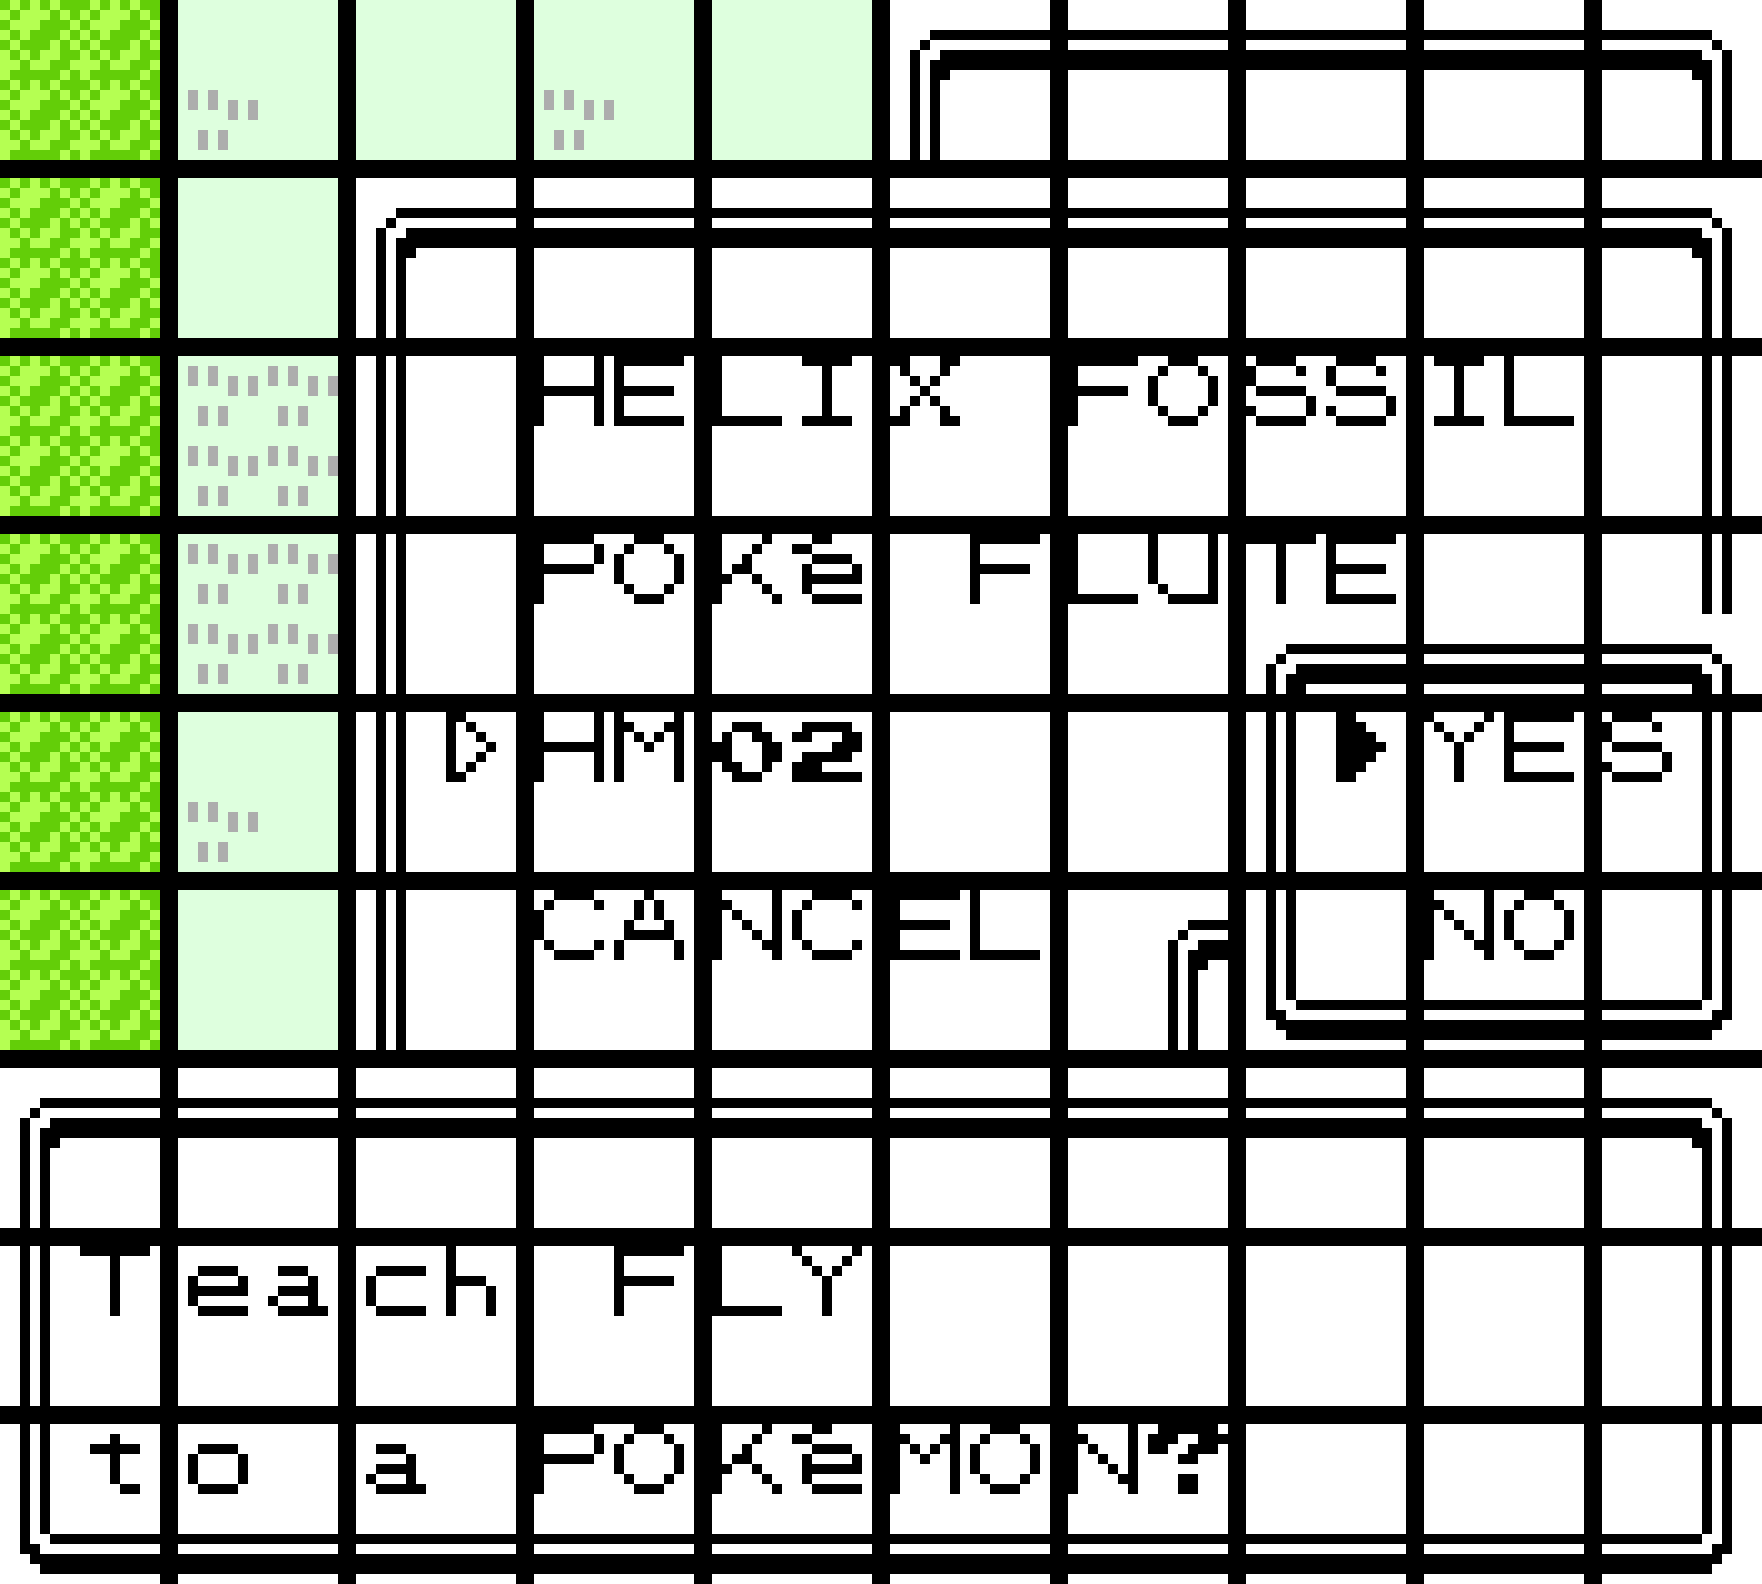 HELIX FOSSIL
POKé FLUTE
▷HM02
▶YES
CANCEL
NO
Teach FLY
to a POKéMON?